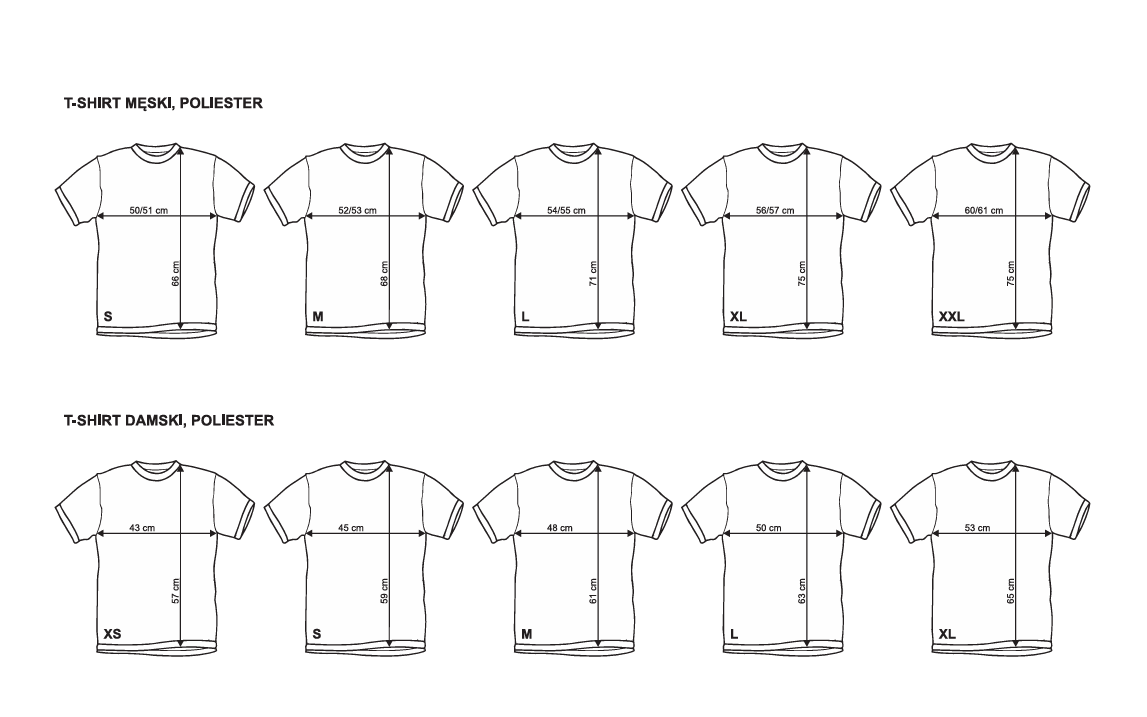 T-SHIRT MĘSKI, POLIESTER
50/51 cm
66 cm
S
52/53 cm
68 cm
M
54/55 cm
71 cm
L
56/57 cm
75 cm
XL
60/61 cm
75 cm
XXL
T-SHIRT DAMSKI, POLIESTER
43 cm
57 cm
XS
45 cm
59 cm
S
48 cm
61 cm
M
50 cm
63 cm
L
53 cm
65 cm
XL